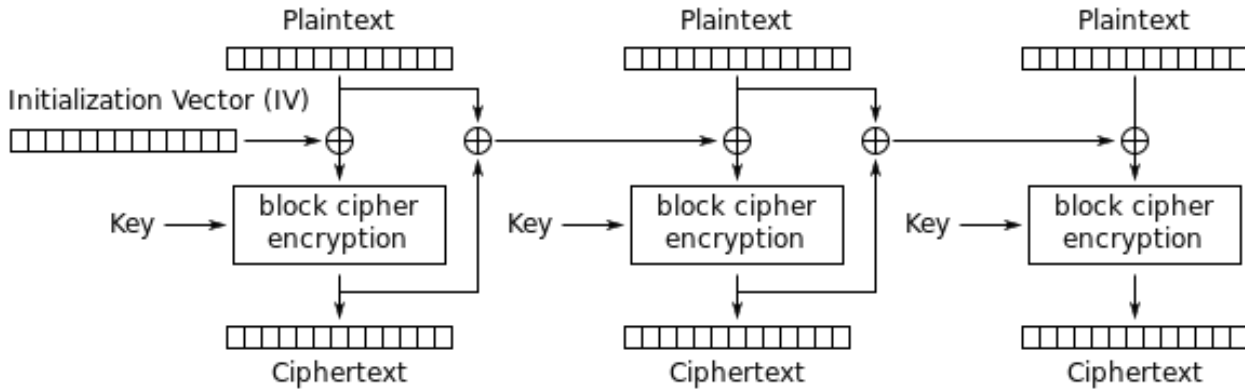 Plaintext
Plaintext
Plaintext
Initialization Vector (IV)
Key
block cipher
encryption
Key
block cipher
encryption
Key
block cipher
encryption
Ciphertext
Ciphertext
Ciphertext